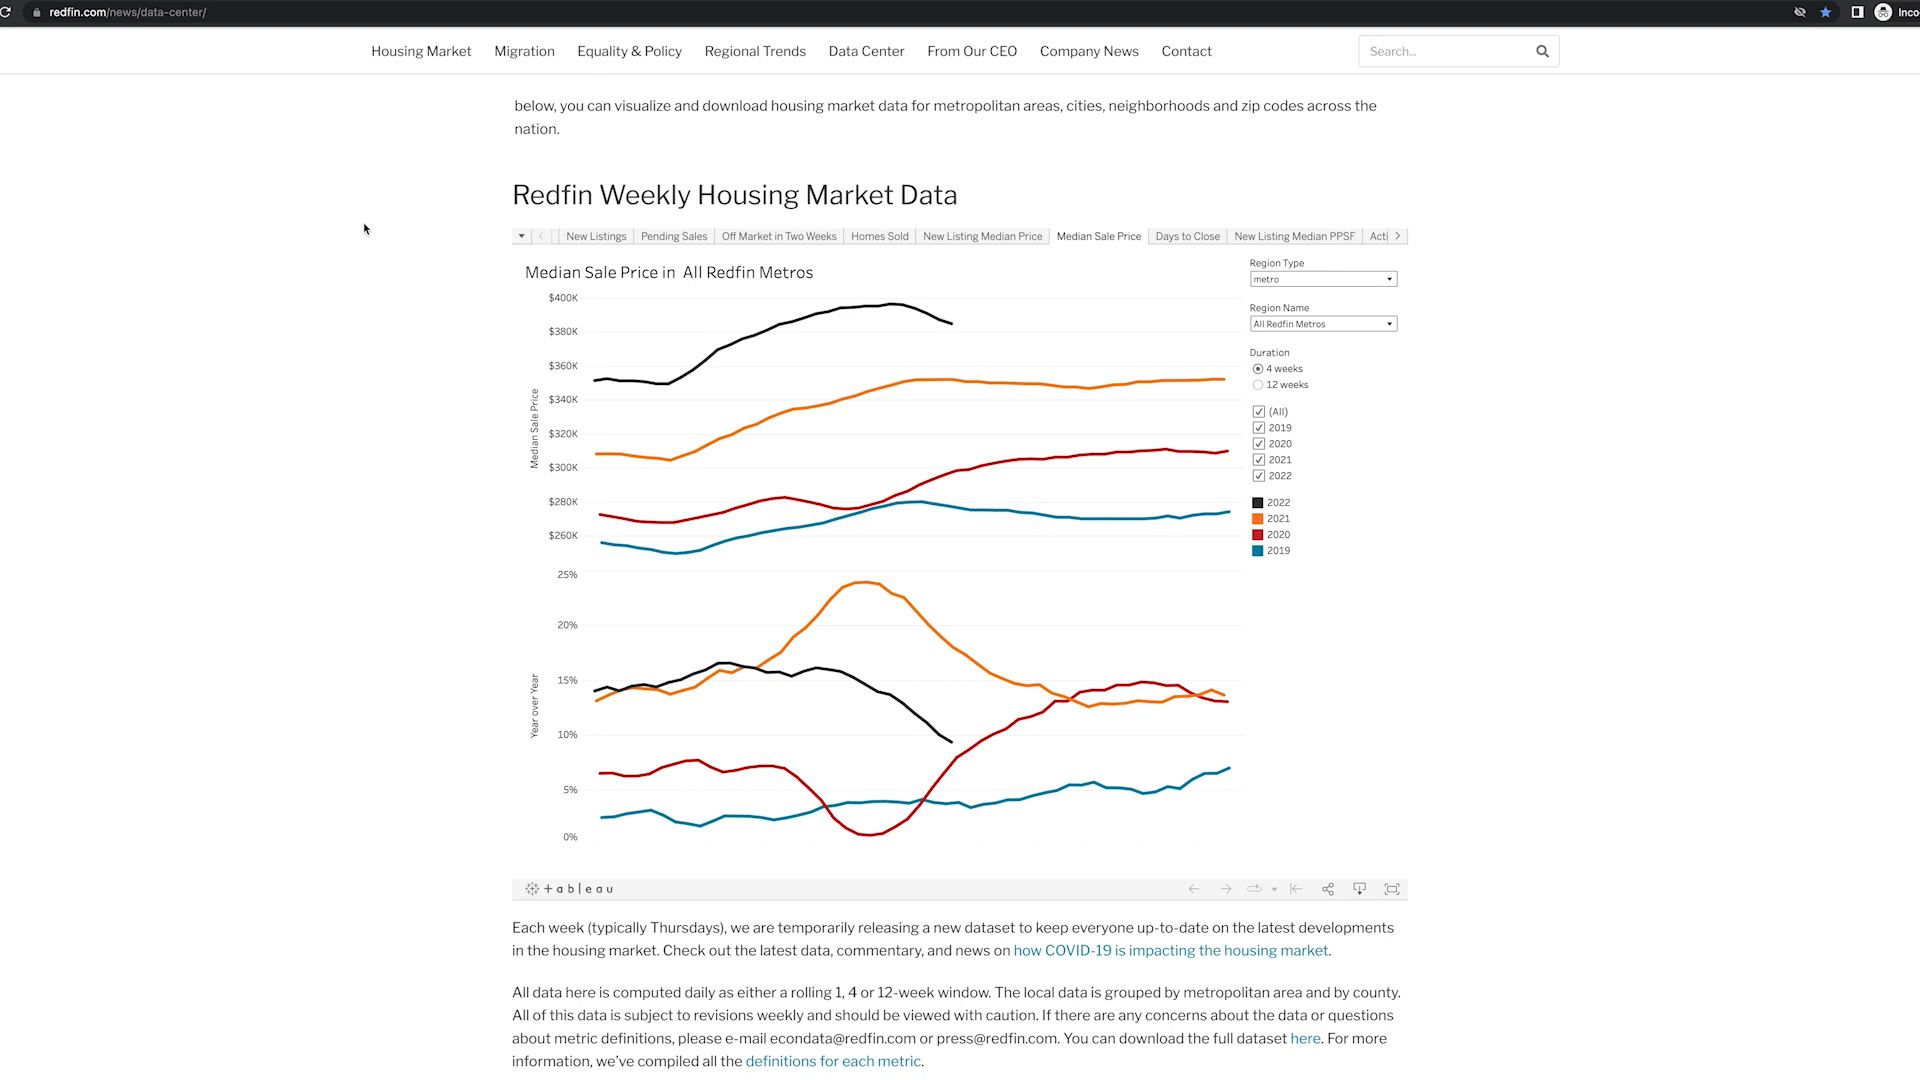 redfin.com/news/data-center/
Inco
Housing Market Migration Equality & Policy Regional Trends Data Center From Our CEO Company News Contact
Search...
below, you can visualize and download housing market data for metropolitan areas, cities, neighborhoods and zip codes across the
nation.
Redfin Weekly Housing Market Data
New Listings Pending Sales Off Market in Two Weeks Homes Sold New Listing Median Price Median Sale Price Days to Close New Listing Median PPSF Acti
Median Sale Price in All Redfin Metros
Median Sale Price
$400K
$380K
$360K
$340K
$320K
$300K
$280K
$260K
Year over Year
25%
20%
15%
10%
5%
0%
Region Type
metro
Region Name
All Redfin Metros
Duration
4 weeks
12 weeks
(All)
2019
2020
2021
2022
2022
2021
2020
2019
+ableau
Each week (typically Thursdays), we are temporarily releasing a new dataset to keep everyone up-to-date on the latest developments
in the housing market. Check out the latest data, commentary, and news on how COVID-19 is impacting the housing market.
All data here is computed daily as either a rolling 1, 4 or 12-week window. The local data is grouped by metropolitan area and by county.
All of this data is subject to revisions weekly and should be viewed with caution. If there are any concerns about the data or questions
about metric definitions, please e-mail econdata@redfin.com or press@redfin.com. You can download the full dataset here. For more
information, we've compiled all the definitions for each metric.